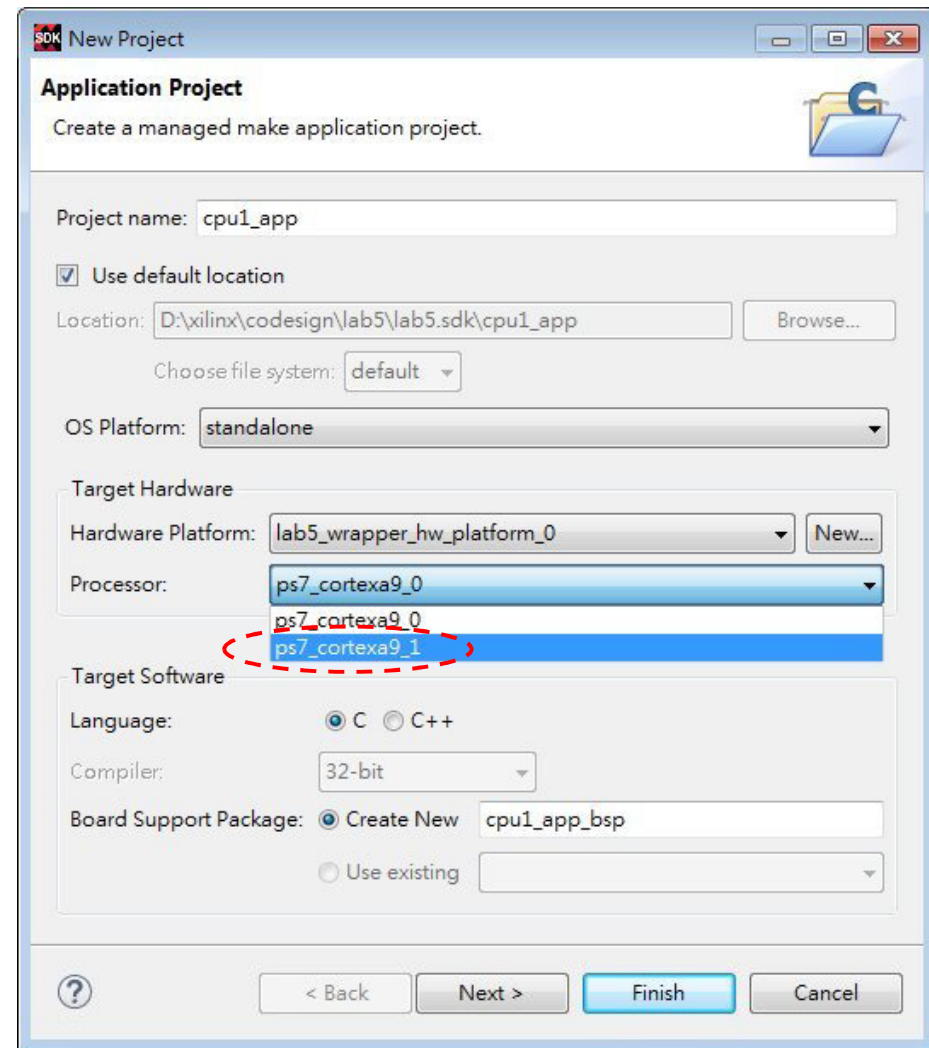 SDK New Project
Application Project
Create a managed make application project.
C
Project name: cpu1_app
Use default location
Location: D:\xilinx\codesign\lab5\lab5.sdk\cpu1_app Browse...
Choose file system: default
OS Platform: standalone
Target Hardware
Hardware Platform: lab5_wrapper_hw_platform_0 New...
Processor: ps7_cortexa9_0
ps7_cortexa9_0
ps7_cortexa9_1
Target Software
Language: C C++
Compiler: 32-bit
Board Support Package: Create New cpu1_app_bsp
Use existing
? < Back Next > Finish Cancel